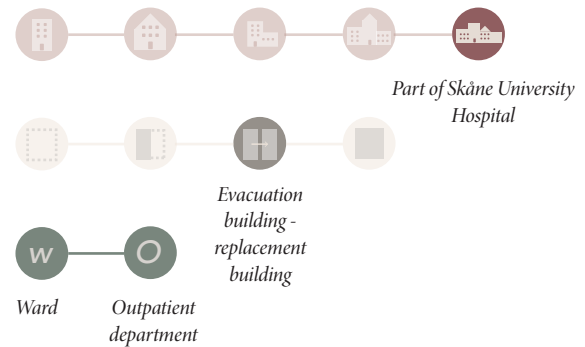 Part of Skåne University
Hospital
→
Evacuation
building -
replacement
building
W
O
Ward
Outpatient
department